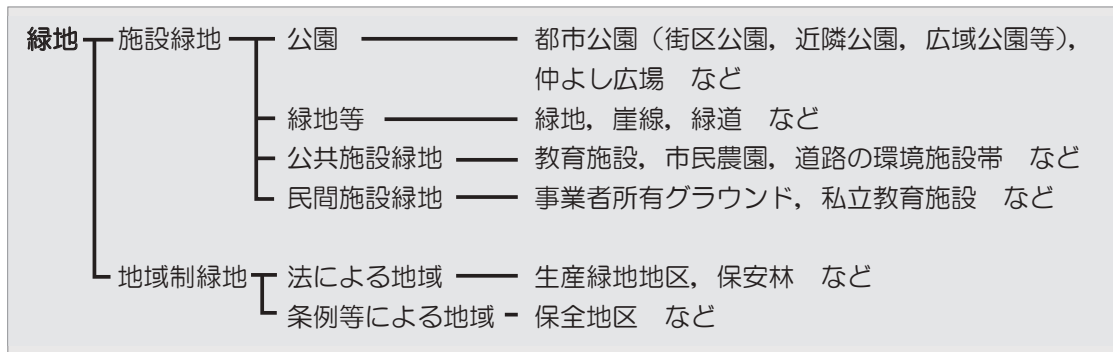 緑地 施設緑地 公園 都市公園（街区公園，近隣公園，広域公園等），
仲よし広場　など
緑地等 緑地，崖線，緑道　など
公共施設緑地 教育施設，市民農園，道路の環境施設帯　など
民間施設緑地 事業者所有グラウンド，私立教育施設　など
地域制緑地 法による地域 生産緑地地区，保安林　など
条例等による地域 保全地区　など